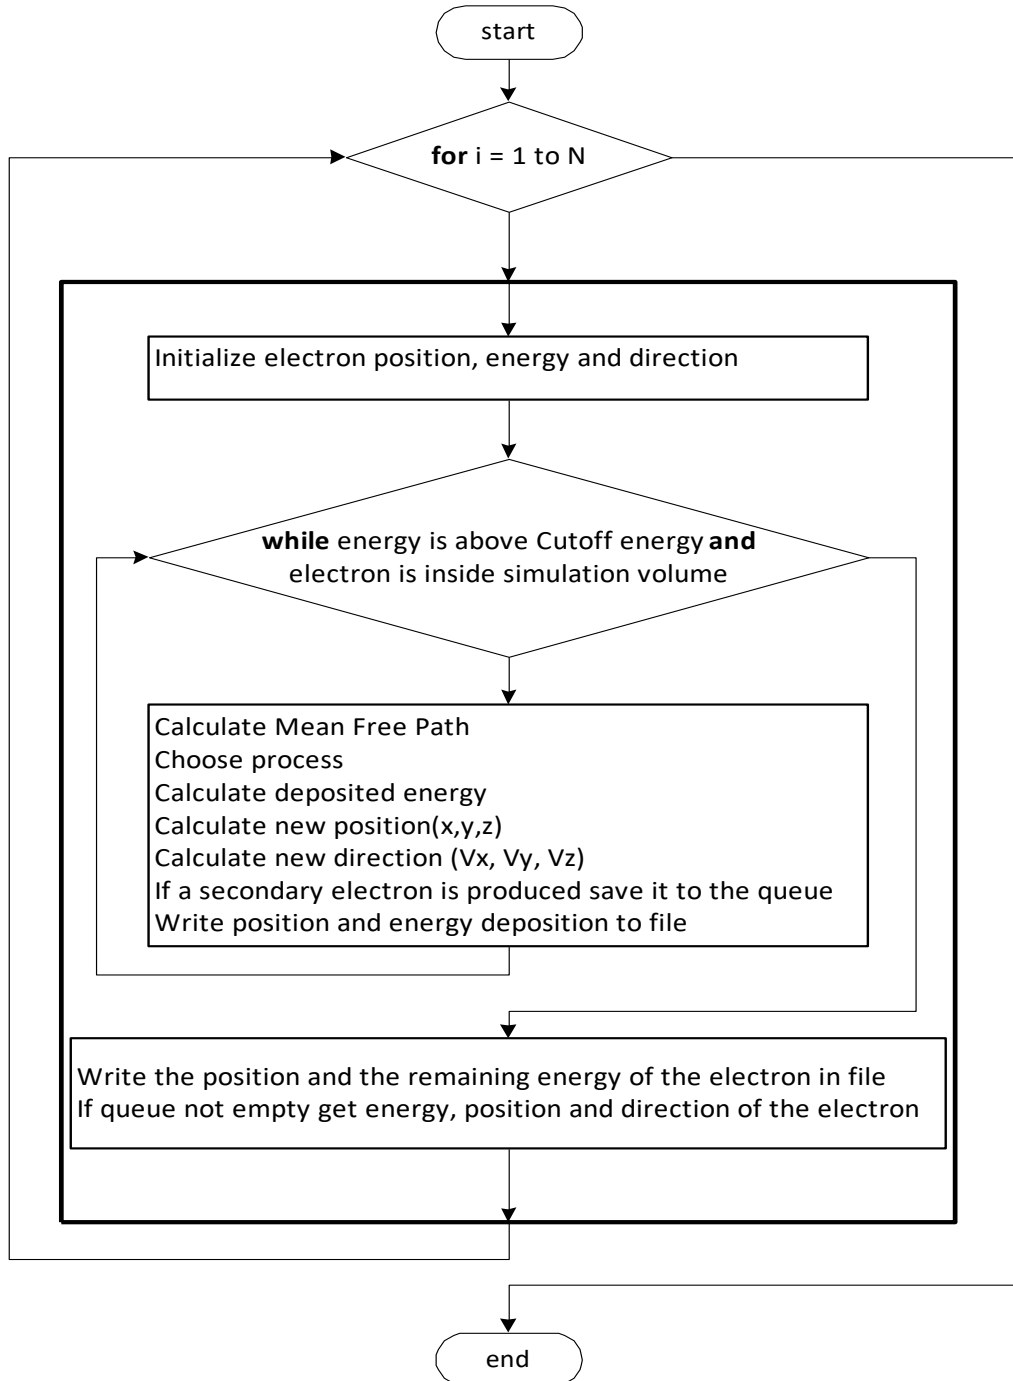 start
for i = 1 to N
Initialize electron position, energy and direction
while energy is above Cutoff energy and
electron is inside simulation volume
Calculate Mean Free Path
Choose process
Calculate deposited energy
Calculate new position(x,y,z)
Calculate new direction (Vx, Vy, Vz)
If a secondary electron is produced save it to the queue
Write position and energy deposition to file
Write the position and the remaining energy of the electron in file
If queue not empty get energy, position and direction of the electron
end